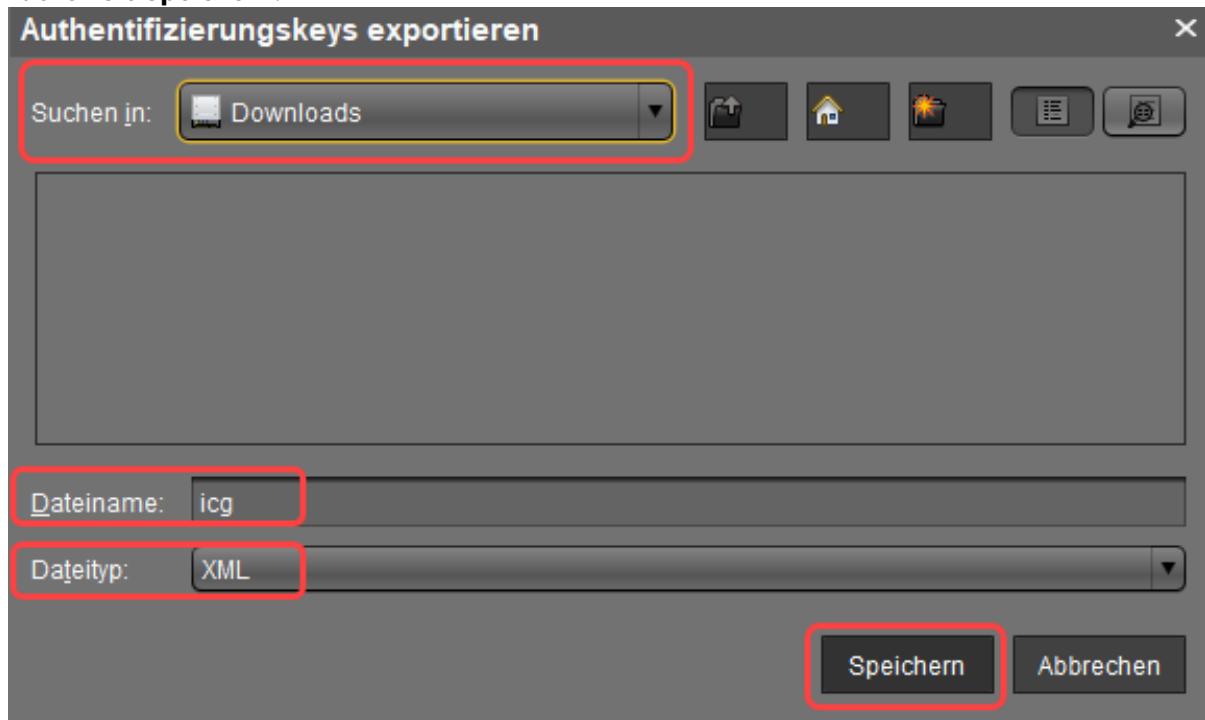 Authentifizierungskeys exportieren
Suchen in: Downloads
Dateiname: icg
Dateityp: XML
Speichern Abbrechen